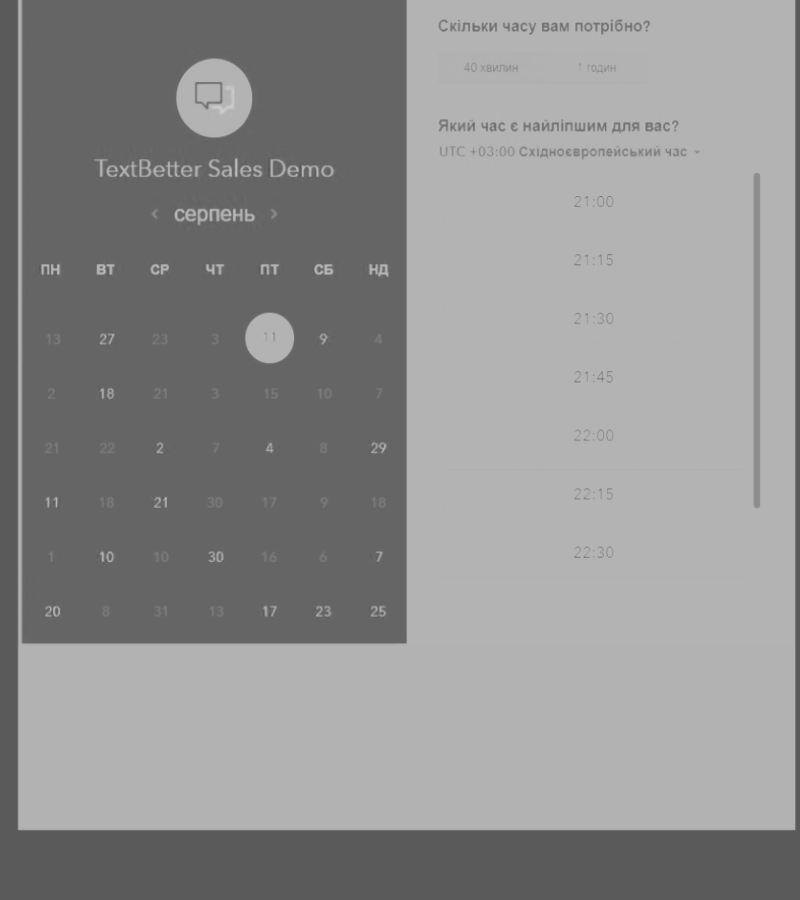 TextBetter Sales Demo
‹ серпень ›
ПН ВТ СР ЧТ ПТ СБ НД
13 27 23 3 11 9 4
2 18 21 3 15 10 7
21 22 2 7 4 8 29
11 18 21 30 17 9 18
1 10 10 30 16 6 7
20 8 31 13 17 23 25
Скільки часу вам потрібно?
40 хвилин 1 годин
Який час є найліпшим для вас?
UTC +03:00 Східноєвропейський час
21:00
21:15
21:30
21:45
22:00
22:15
22:30